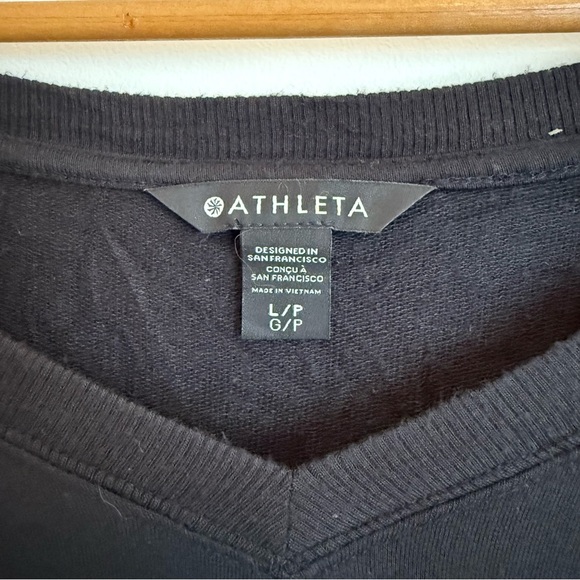 ATHLETA
DESIGNED IN
SAN FRANCISCO
CONÇU À
SAN FRANCISCO
MADE IN VIETNAM
L/P
G/P